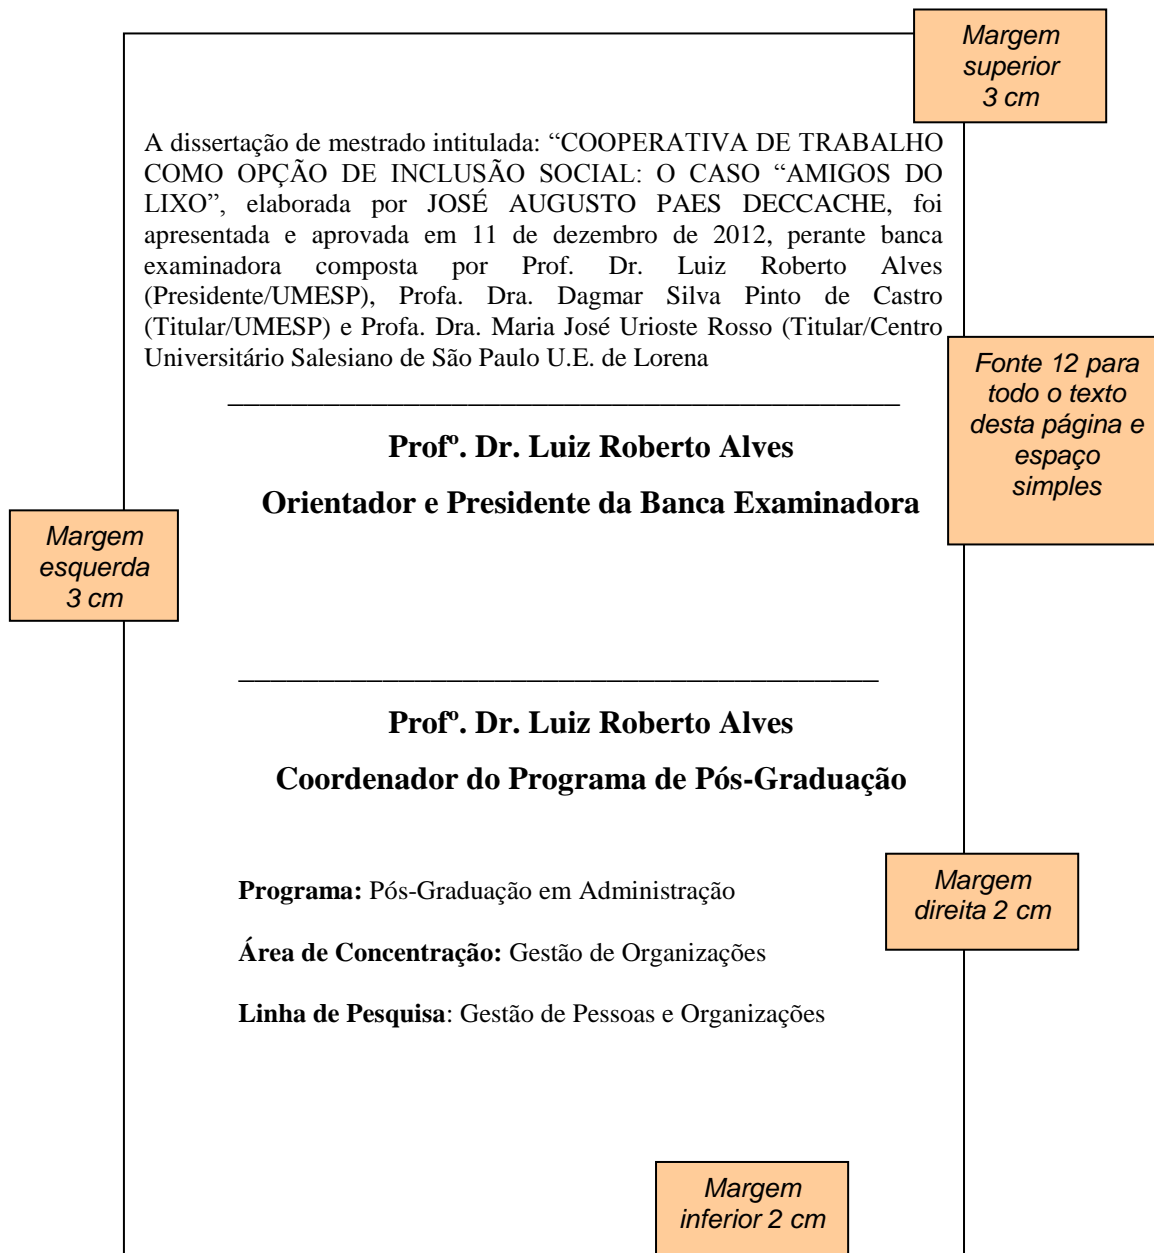 Margem
superior
3 cm
A dissertação de mestrado intitulada: “COOPERATIVA DE TRABALHO
COMO OPÇÃO DE INCLUSÃO SOCIAL: O CASO “AMIGOS DO
LIXO”, elaborada por JOSÉ AUGUSTO PAES DECCACHE, foi
apresentada e aprovada em 11 de dezembro de 2012, perante banca
examinadora composta por Prof. Dr. Luiz Roberto Alves
(Presidente/UMESP), Profa. Dra. Dagmar Silva Pinto de Castro
(Titular/UMESP) e Profa. Dra. Maria José Urioste Rosso (Titular/Centro
Universitário Salesiano de São Paulo U.E. de Lorena
Fonte 12 para
todo o texto
desta página e
espaço
simples
Profº. Dr. Luiz Roberto Alves
Orientador e Presidente da Banca Examinadora
Margem
esquerda
3 cm
Profº. Dr. Luiz Roberto Alves
Coordenador do Programa de Pós-Graduação
Margem
direita 2 cm
Programa: Pós-Graduação em Administração
Área de Concentração: Gestão de Organizações
Linha de Pesquisa: Gestão de Pessoas e Organizações
Margem
inferior 2 cm